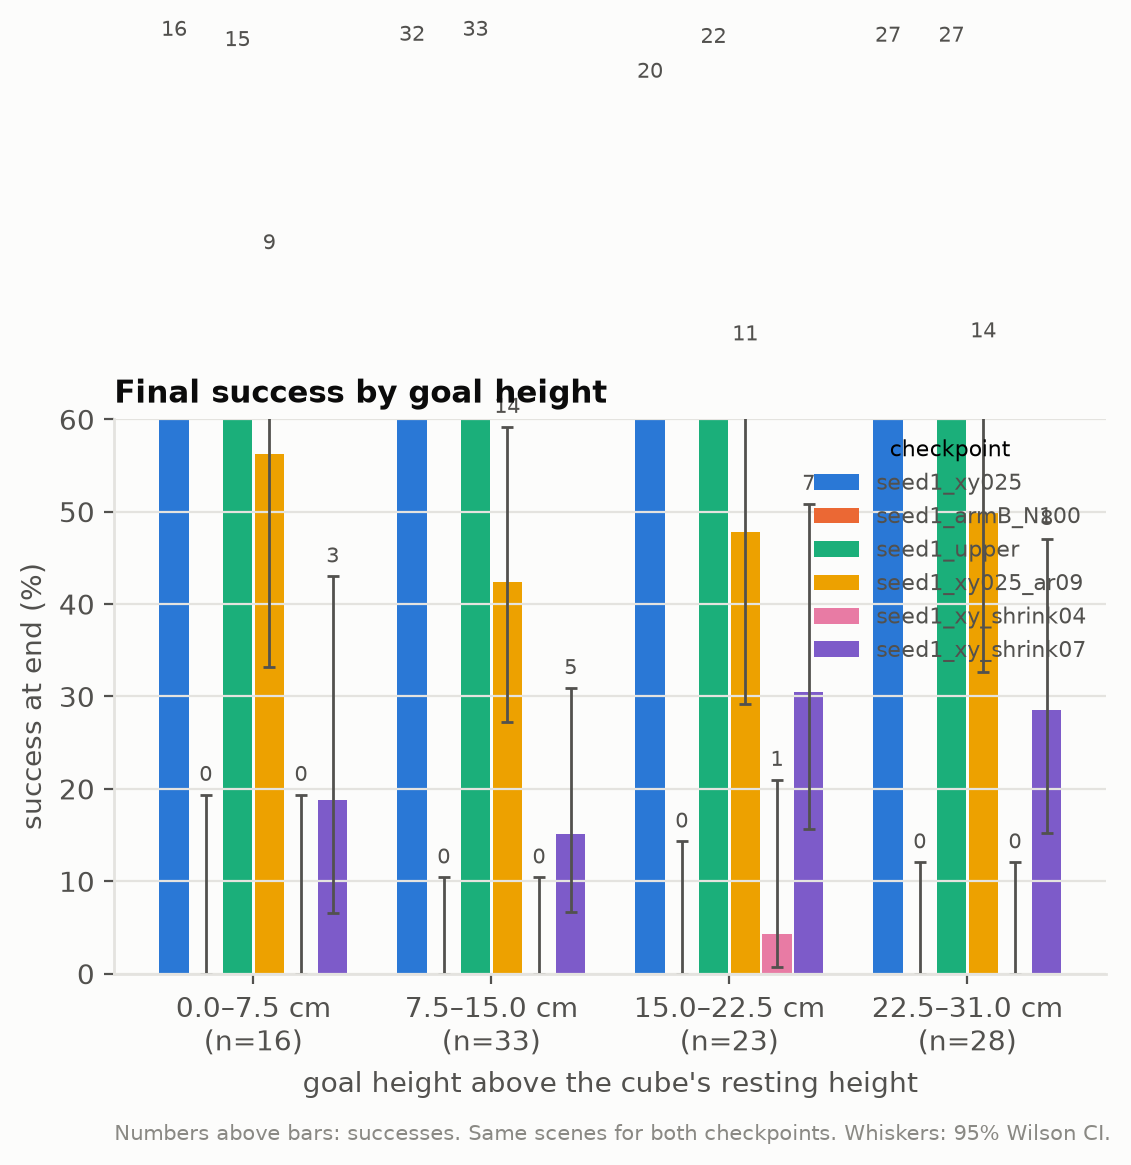 16 15 32 33 20 22 27 27
9
11 14
Final success by goal height
14
60
50
40
30
20
10
0
success at end (%)
0 0 3
0 0 5
0 1 7
0 0 8
checkpoint
seed1_xy025
seed1_armB_N100
seed1_upper
seed1_xy025_ar09
seed1_xy_shrink04
seed1_xy_shrink07
0.0–7.5 cm
(n=16)
7.5–15.0 cm
(n=33)
15.0–22.5 cm
(n=23)
22.5–31.0 cm
(n=28)
goal height above the cube's resting height
Numbers above bars: successes. Same scenes for both checkpoints. Whiskers: 95% Wilson CI.